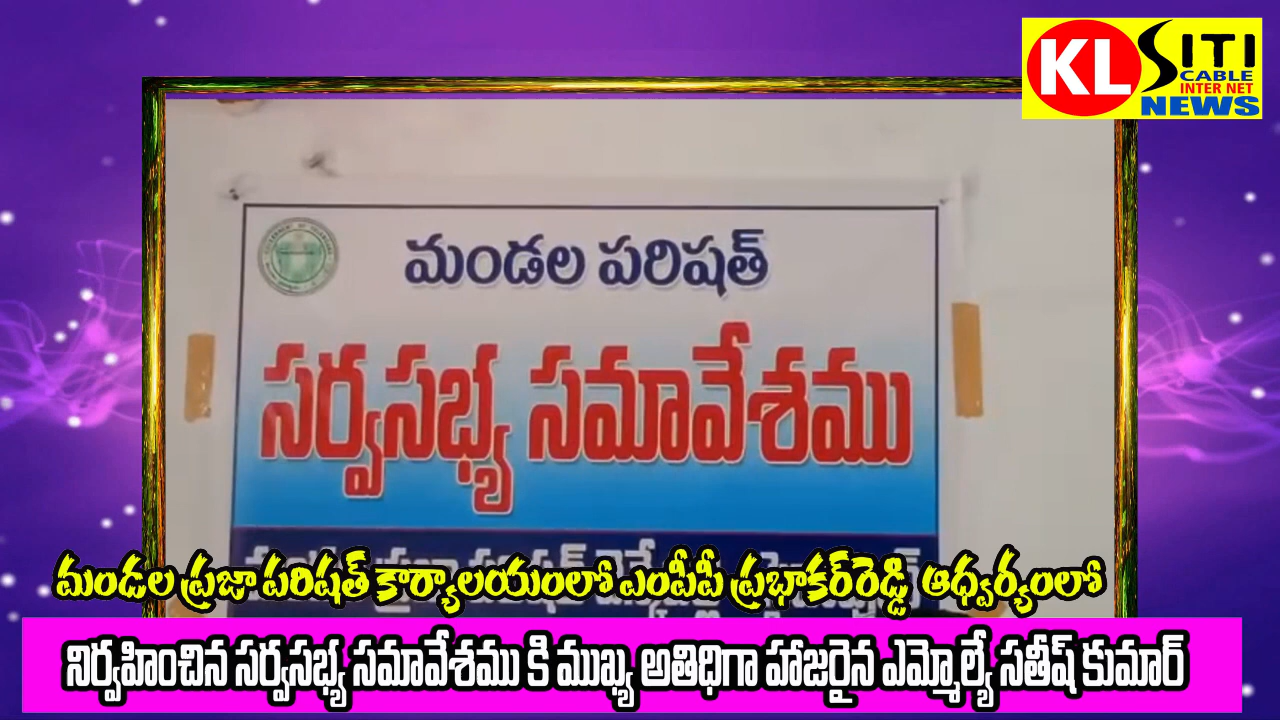 KL SITI
CABLE
INTER NET
NEWS
మండల పరిషత్
సర్వసభ్య సమావేశము
మండల ప్రజా పరిషత్ కార్యాలయంలో ఎంపీపీ ప్రభాకర్‌రెడ్డి ఆధ్వర్యంలో
నిర్వహించిన సర్వసభ్య సమావేశము కి ముఖ్య అతిధిగా హాజరైన ఎమ్మోల్యే సతీష్ కుమార్